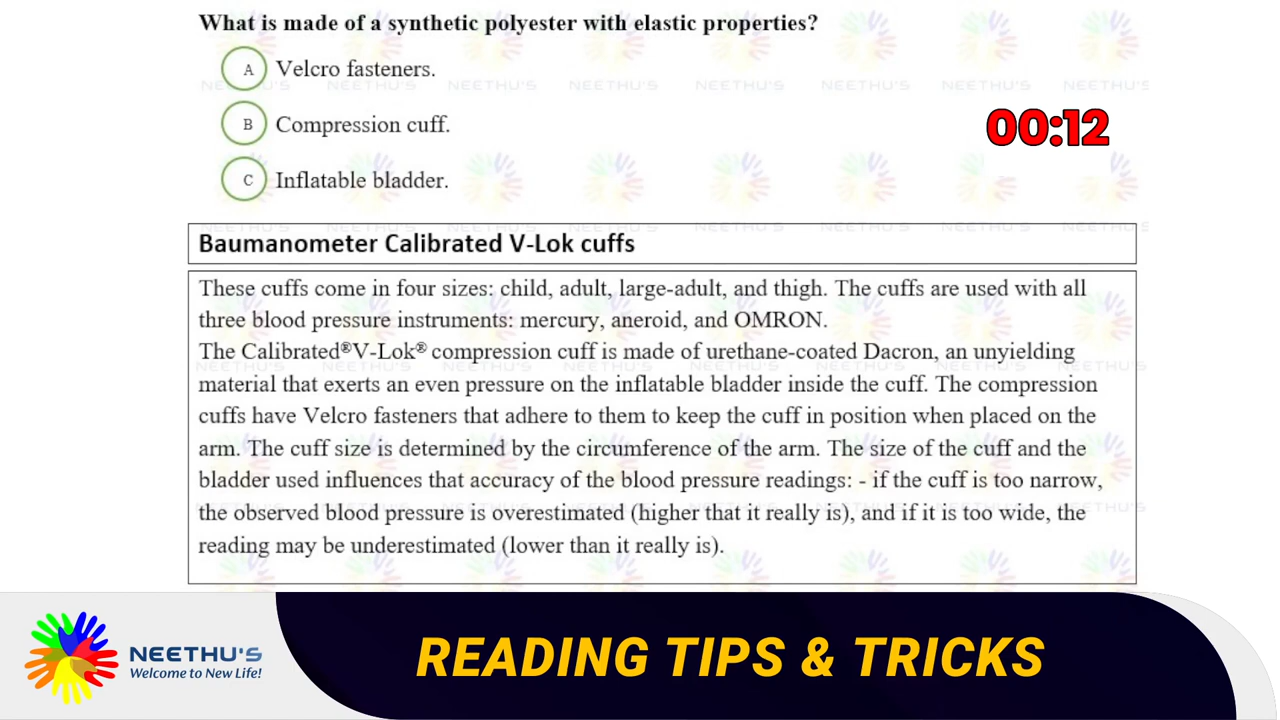 What is made of a synthetic polyester with elastic properties?
A Velcro fasteners.
B Compression cuff.
00:12
C Inflatable bladder.
Baumanometer Calibrated V-Lok cuffs
These cuffs come in four sizes: child, adult, large-adult, and thigh. The cuffs are used with all
three blood pressure instruments: mercury, aneroid, and OMRON.
The Calibrated®V-Lok® compression cuff is made of urethane-coated Dacron, an unyielding
material that exerts an even pressure on the inflatable bladder inside the cuff. The compression
cuffs have Velcro fasteners that adhere to them to keep the cuff in position when placed on the
arm. The cuff size is determined by the circumference of the arm. The size of the cuff and the
bladder used influences that accuracy of the blood pressure readings: - if the cuff is too narrow,
the observed blood pressure is overestimated (higher that it really is), and if it is too wide, the
reading may be underestimated (lower than it really is).
NEETHU'S
Welcome to New Life!
READING TIPS & TRICKS